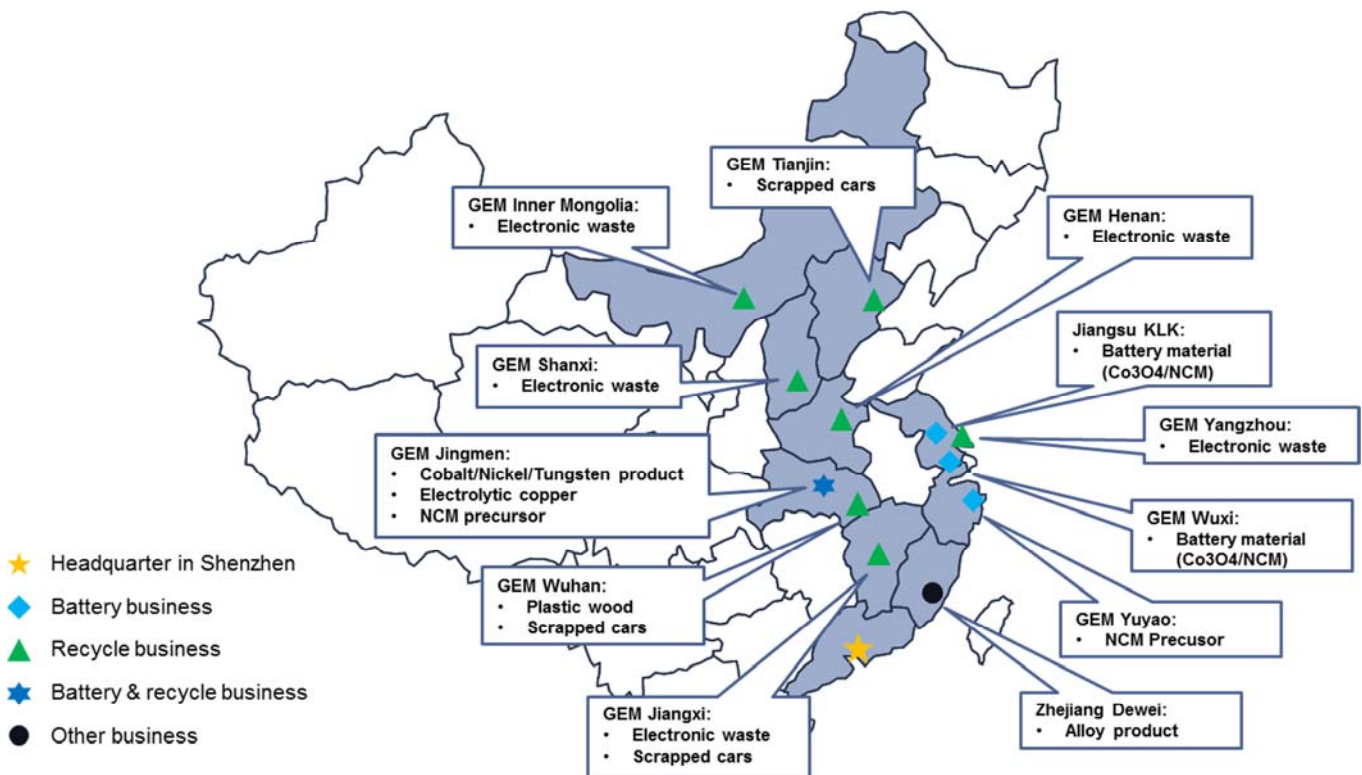 GEM Tianjin:
• Scrapped cars
GEM Inner Mongolia:
• Electronic waste
GEM Henan:
• Electronic waste
Jiangsu KLK:
• Battery material
(Co3O4/NCM)
GEM Shanxi:
• Electronic waste
GEM Yangzhou:
• Electronic waste
GEM Jingmen:
• Cobalt/Nickel/Tungsten product
• Electrolytic copper
• NCM precursor
GEM Wuxi:
• Battery material
(Co3O4/NCM)
GEM Wuhan:
• Plastic wood
• Scrapped cars
GEM Yuyao:
• NCM Precusor
GEM Jiangxi:
• Electronic waste
• Scrapped cars
Zhejiang Dewei:
• Alloy product
Headquarter in Shenzhen
Battery business
Recycle business
Battery & recycle business
Other business